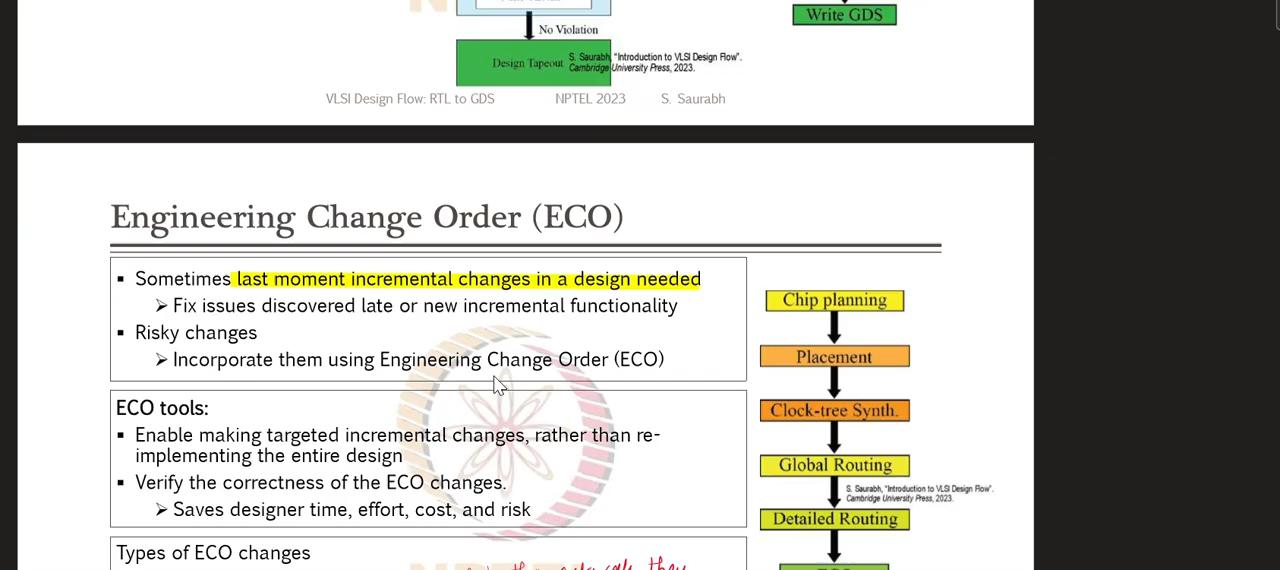 Write GDS
No Violation
Design Tapeout
S. Saurabh, "Introduction to VLSI Design Flow".
Cambridge University Press, 2023.
VLSI Design Flow: RTL to GDS NPTEL 2023 S. Saurabh
Engineering Change Order (ECO)
▪ Sometimes last moment incremental changes in a design needed
➢ Fix issues discovered late or new incremental functionality
▪ Risky changes
➢ Incorporate them using Engineering Change Order (ECO)
ECO tools:
▪ Enable making targeted incremental changes, rather than re-
implementing the entire design
▪ Verify the correctness of the ECO changes.
➢ Saves designer time, effort, cost, and risk
Types of ECO changes
they
Chip planning
Placement
Clock-tree Synth.
Global Routing
S. Saurabh, "Introduction to VLSI Design Flow".
Cambridge University Press, 2023.
Detailed Routing